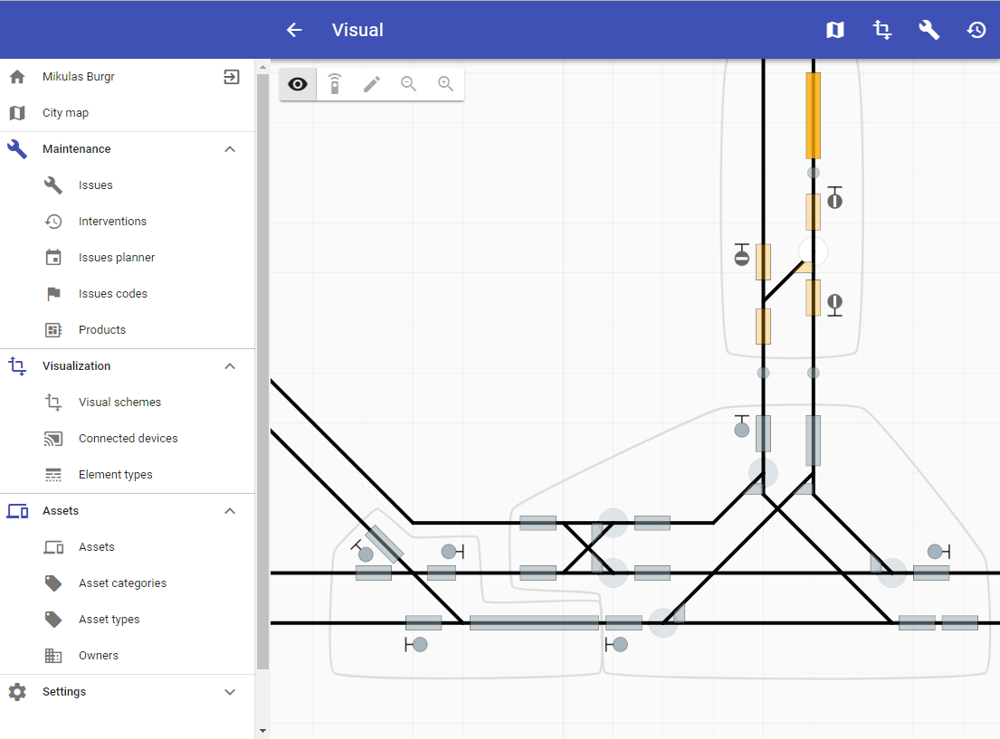 Visual
Mikulas Burgr
City map
Maintenance
Issues
Interventions
Issues planner
Issues codes
Products
Visualization
Visual schemes
Connected devices
Element types
Assets
Assets
Asset categories
Asset types
Owners
Settings